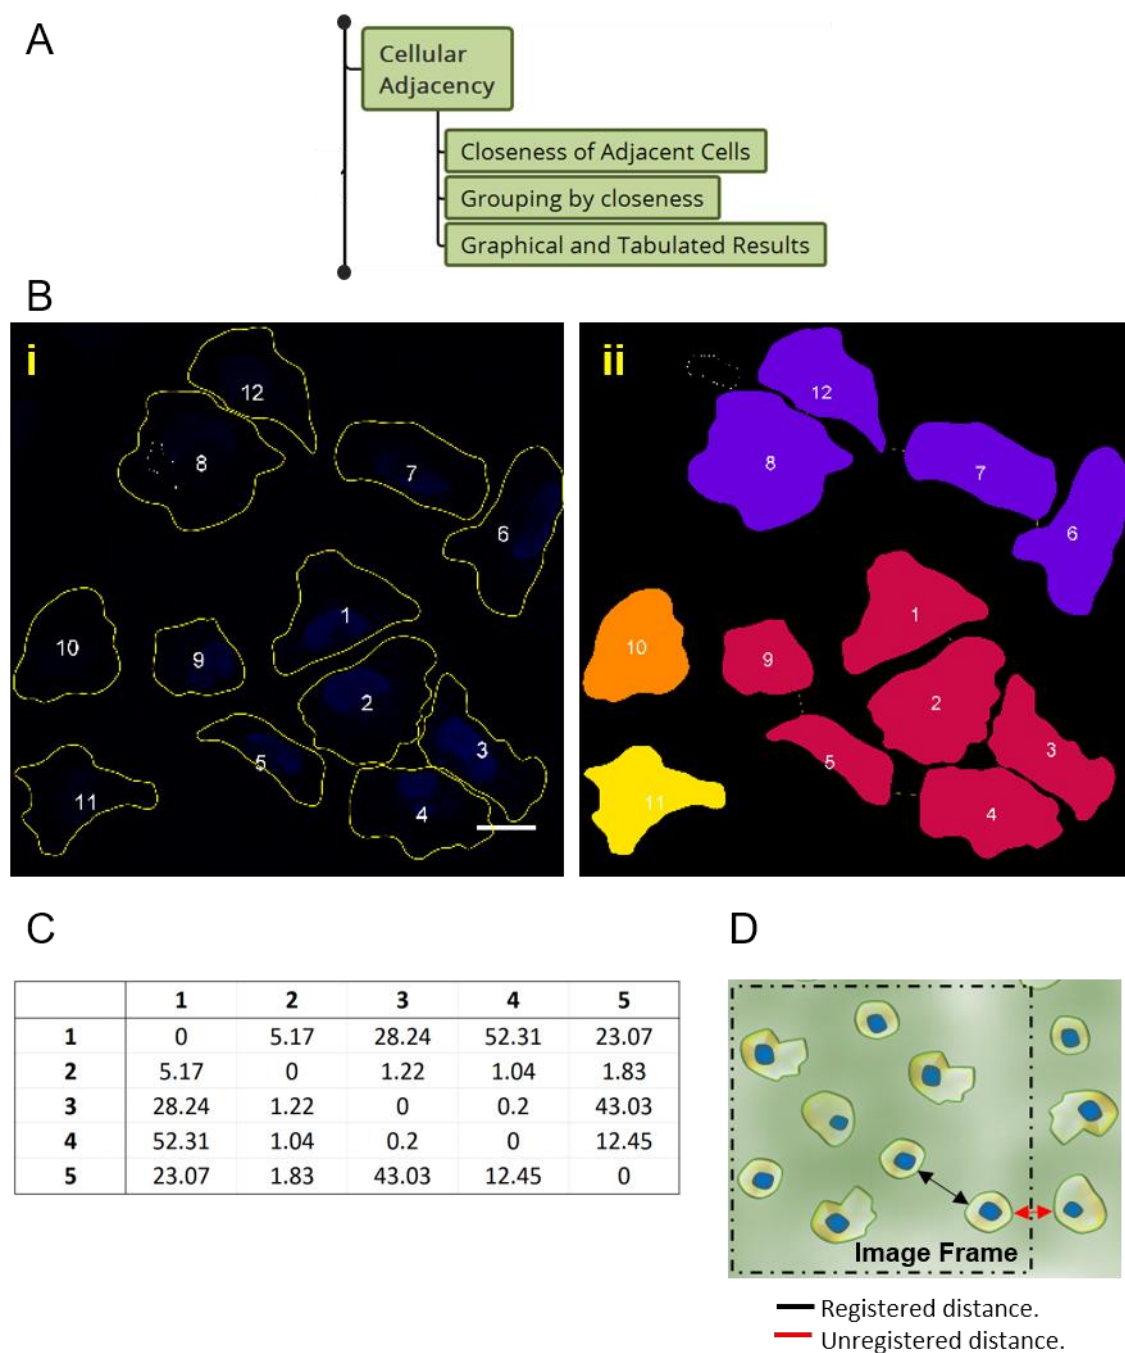 A
Cellular
Adjacency
Closeness of Adjacent Cells
Grouping by closeness
Graphical and Tabulated Results
B
i
12
8
7
6
1
10
9
2
3
5
11
4
ii
12
8
7
6
1
10
9
2
3
5
11
4
C
1 2 3 4 5
1 0 5.17 28.24 52.31 23.07
2 5.17 0 1.22 1.04 1.83
3 28.24 1.22 0 0.2 43.03
4 52.31 1.04 0.2 0 12.45
5 23.07 1.83 43.03 12.45 0
D
Image Frame
Registered distance.
Unregistered distance.